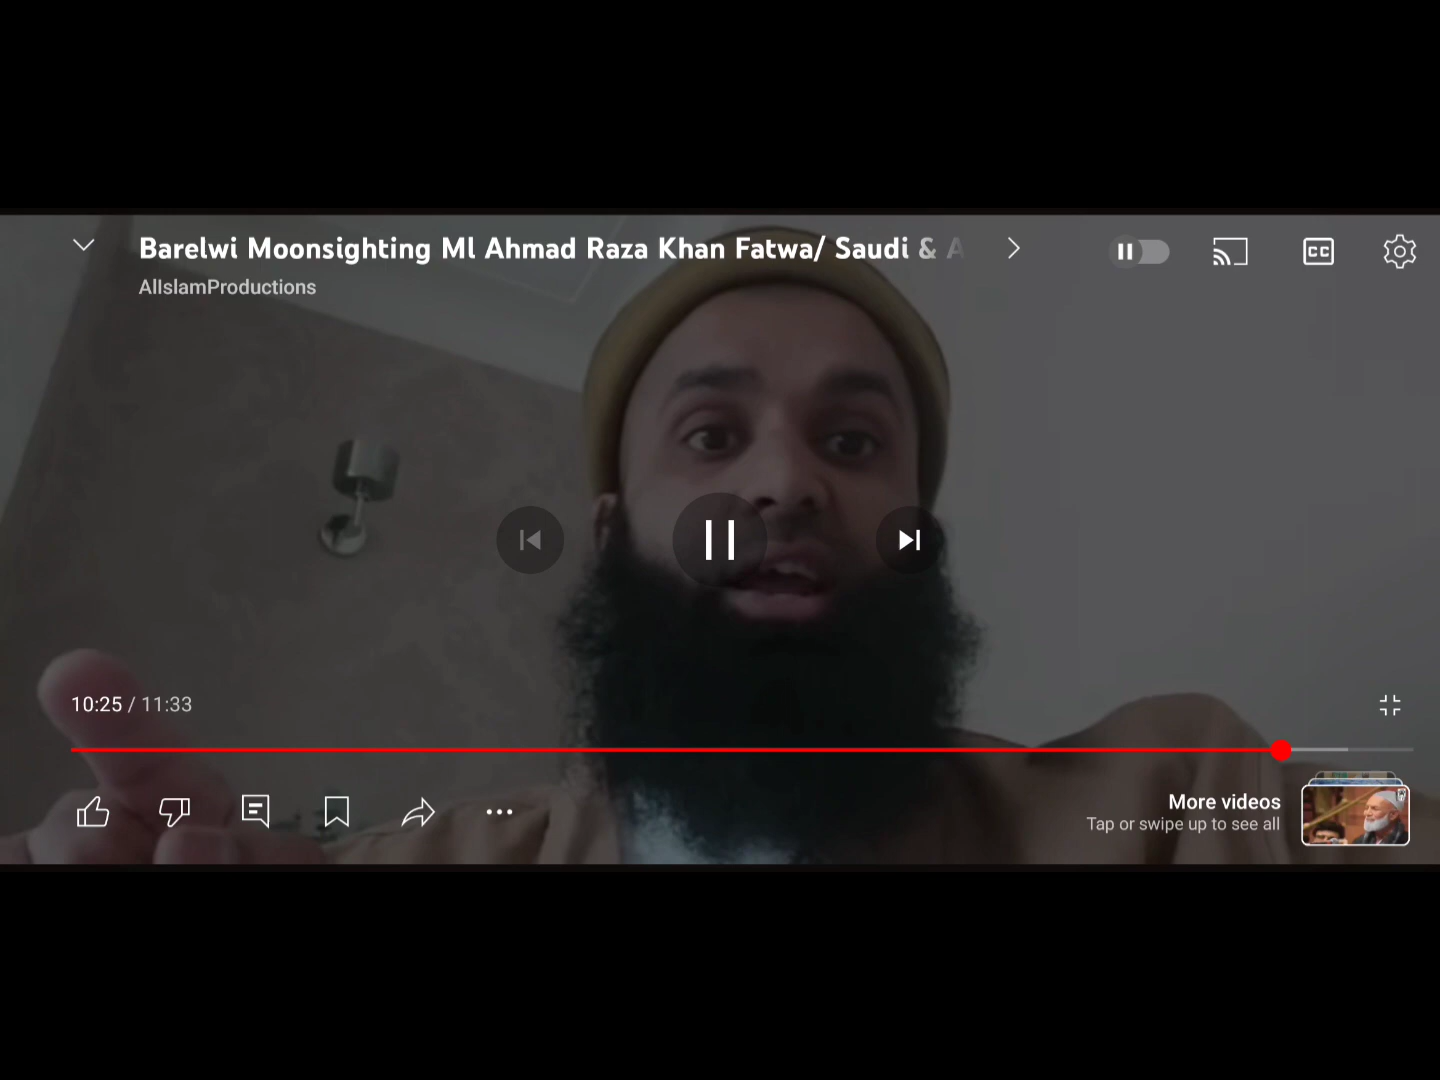 Barelwi Moonsighting Ml Ahmad Raza Khan Fatwa/ Saudi & A
AllslamProductions
CC
10:25 / 11:33
More videos
Tap or swipe up to see all